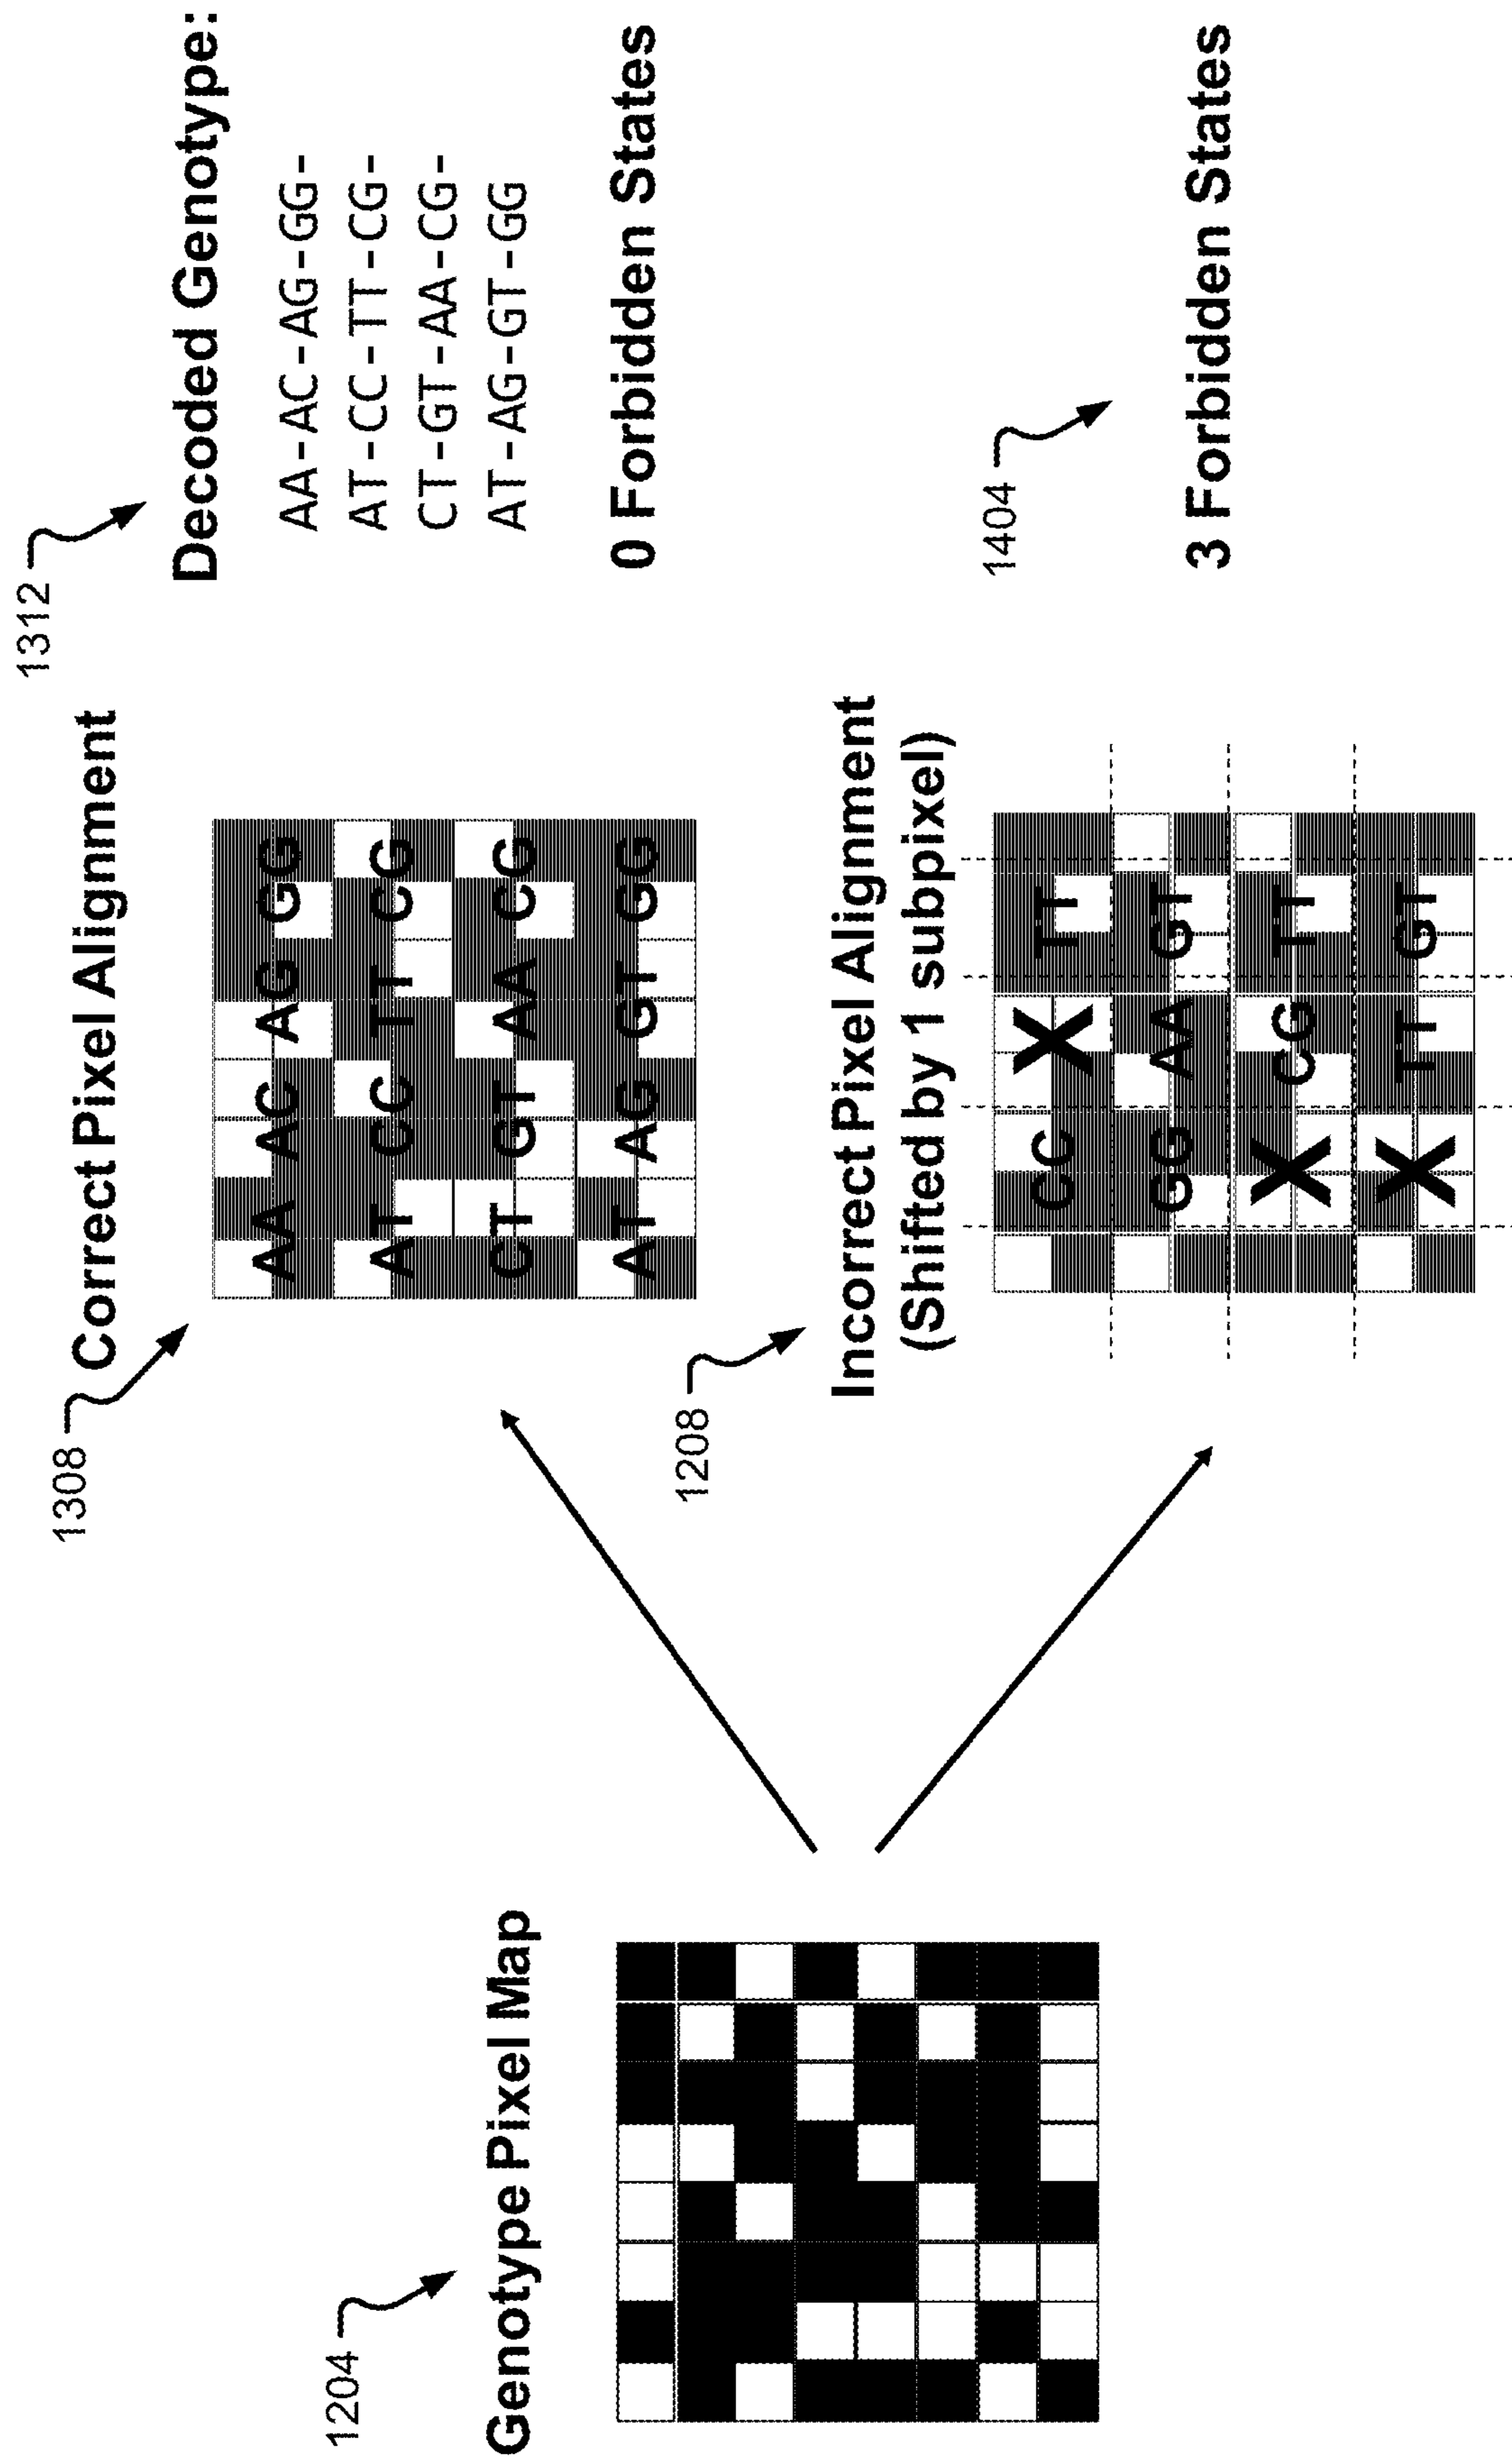 1204
Genotype Pixel Map
1308
Correct Pixel Alignment
AA AC AG GG
AT CC TT CG
CT GT AA CG
AT AG GT GG
1312
Decoded Genotype:
AA-AC-AG-GG-
AT-CC-TT-CG-
CT-GT-AA-CG-
AT-AG-GT-GG
0 Forbidden States
1208
Incorrect Pixel Alignment
(Shifted by 1 subpixel)
CC X TT
GG AA GT
X CG TT
X TT GT
1404
3 Forbidden States